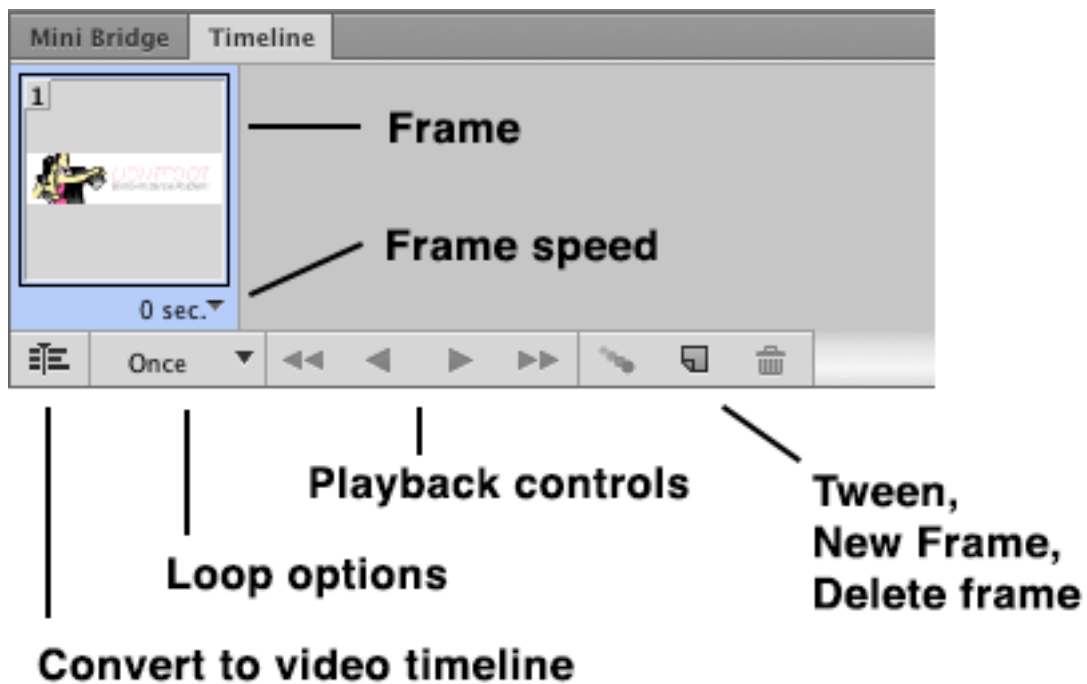 Mini Bridge Timeline
1
Frame
Frame speed
0 sec.
Once
Playback controls
Tween,
New Frame,
Delete frame
Loop options
Convert to video timeline